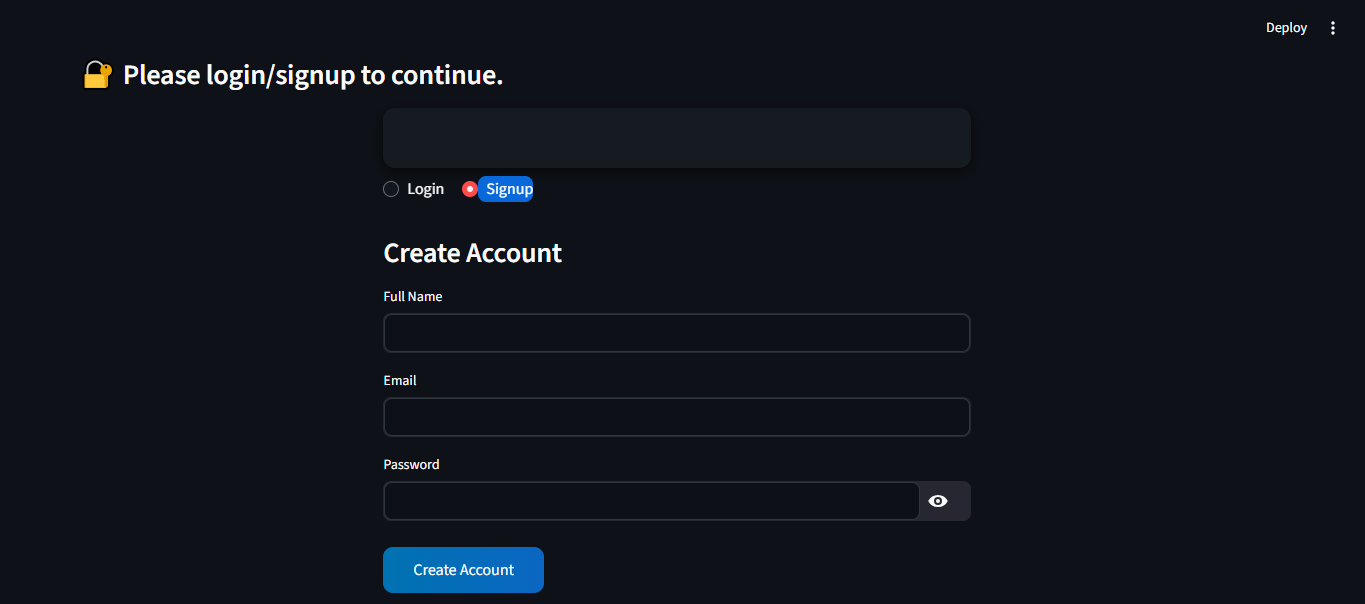 Deploy
Please login/signup to continue.
Login Signup
Create Account
Full Name
Email
Password
Create Account